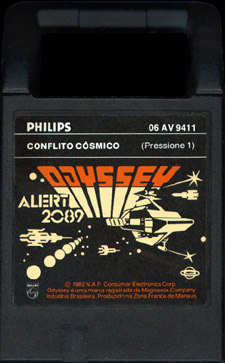 PHILIPS 06 AV 9411
CONFLITO CÓSMICO (Pressione 1)
ODYSSEY
ALERT
2089
© 1982 N.A.P. Consumer Electronics Corp.
Odyssey é uma marca registrada da Magnavox Company
Indústria Brasileira. Produzido na Zona Franca de Manaus
PHILIPS